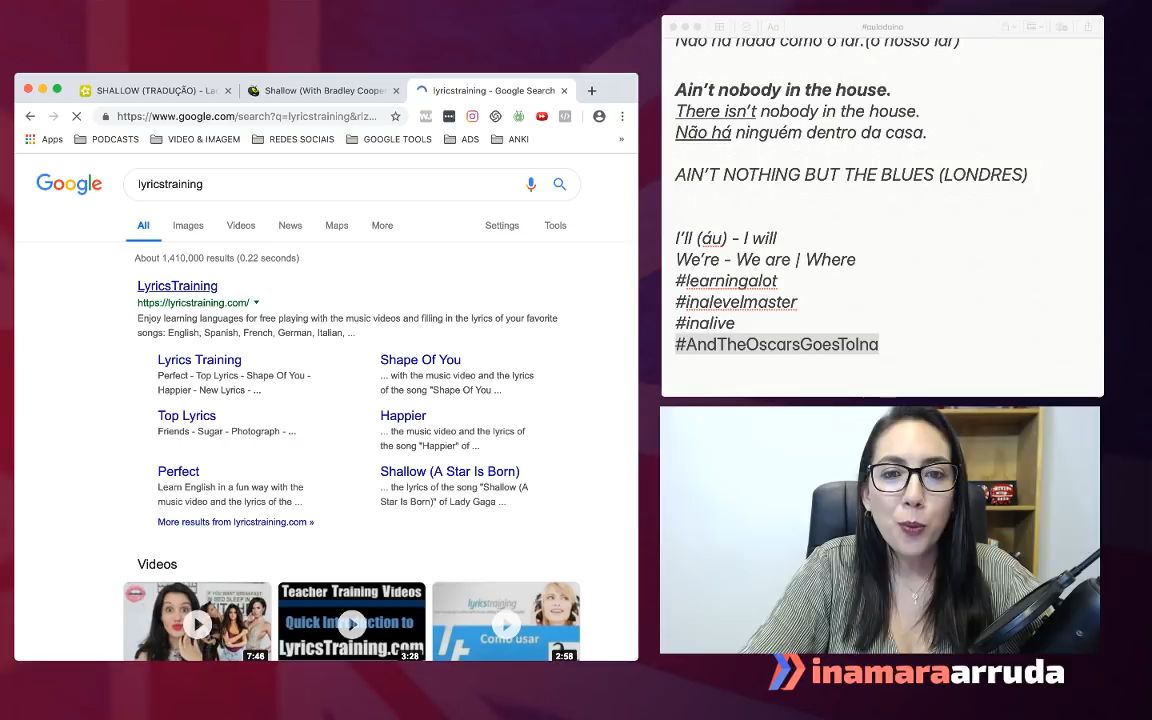 SHALLOW (TRADUÇÃO) - La
Shallow (With Bradley Cooper
lyricstraining - Google Search
https://www.google.com/search?q=lyricstraining&rlz...
Apps
PODCASTS
VIDEO & IMAGEM
REDES SOCIAIS
GOOGLE TOOLS
ADS
ANKI
»
Google
lyricstraining
All
Images
Videos
News
Maps
More
Settings
Tools
About 1,410,000 results (0.22 seconds)
LyricsTraining
https://lyricstraining.com/
Enjoy learning languages for free playing with the music videos and filling in the lyrics of your favorite
songs: English, Spanish, French, German, Italian, ...
Lyrics Training
Perfect - Top Lyrics - Shape Of You -
Happier - New Lyrics - ...
Shape Of You
... with the music video and the lyrics
of the song "Shape Of You ...
Top Lyrics
Friends - Sugar - Photograph - ...
Happier
... the music video and the lyrics of
the song "Happier" of ...
Perfect
Learn English in a fun way with the
music video and the lyrics of the ...
Shallow (A Star Is Born)
... the lyrics of the song "Shallow (A
Star Is Born)" of Lady Gaga ...
More results from lyricstraining.com »
Videos
7:46
Teacher Training Videos
Quick Introduction to
LyricsTraining.com
3:28
lyricstraining
Como usar
2:58
#auladaina
Aa
Não há nada como o lar.(o nosso lar)
Ain't nobody in the house.
There isn't nobody in the house.
Não há ninguém dentro da casa.
AIN'T NOTHING BUT THE BLUES (LONDRES)
I'll (áu) - I will
We're - We are | Where
#learningalot
#inalevelmaster
#inalive
#AndTheOscarsGoesToIna
inamaraarruda